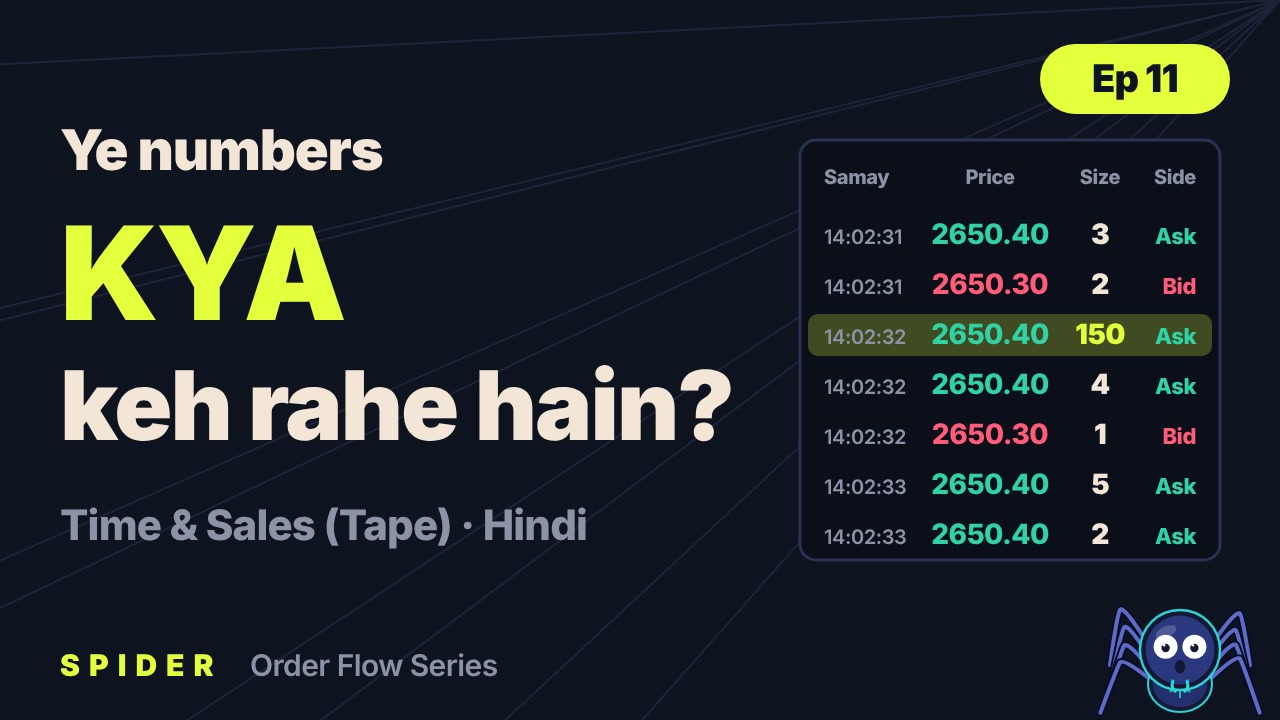 Ep 11
Ye numbers
KYA
keh rahe hain?
Time & Sales (Tape) · Hindi
Samay Price Size Side
14:02:31 2650.40 3 Ask
14:02:31 2650.30 2 Bid
14:02:32 2650.40 150 Ask
14:02:32 2650.40 4 Ask
14:02:32 2650.30 1 Bid
14:02:33 2650.40 5 Ask
14:02:33 2650.40 2 Ask
SPIDER Order Flow Series